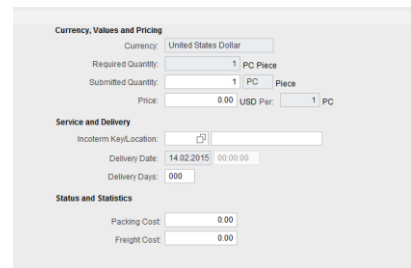 Currency, Values and Pricing
Currency: United States Dollar
Required Quantity: 1 PC Piece
Submitted Quantity: 1 PC Piece
Price: 0.00 USD Per: 1 PC
Service and Delivery
Incoterm Key/Location:
Delivery Date: 14.02.2015 00:00:00
Delivery Days: 000
Status and Statistics
Packing Cost: 0.00
Freight Cost: 0.00